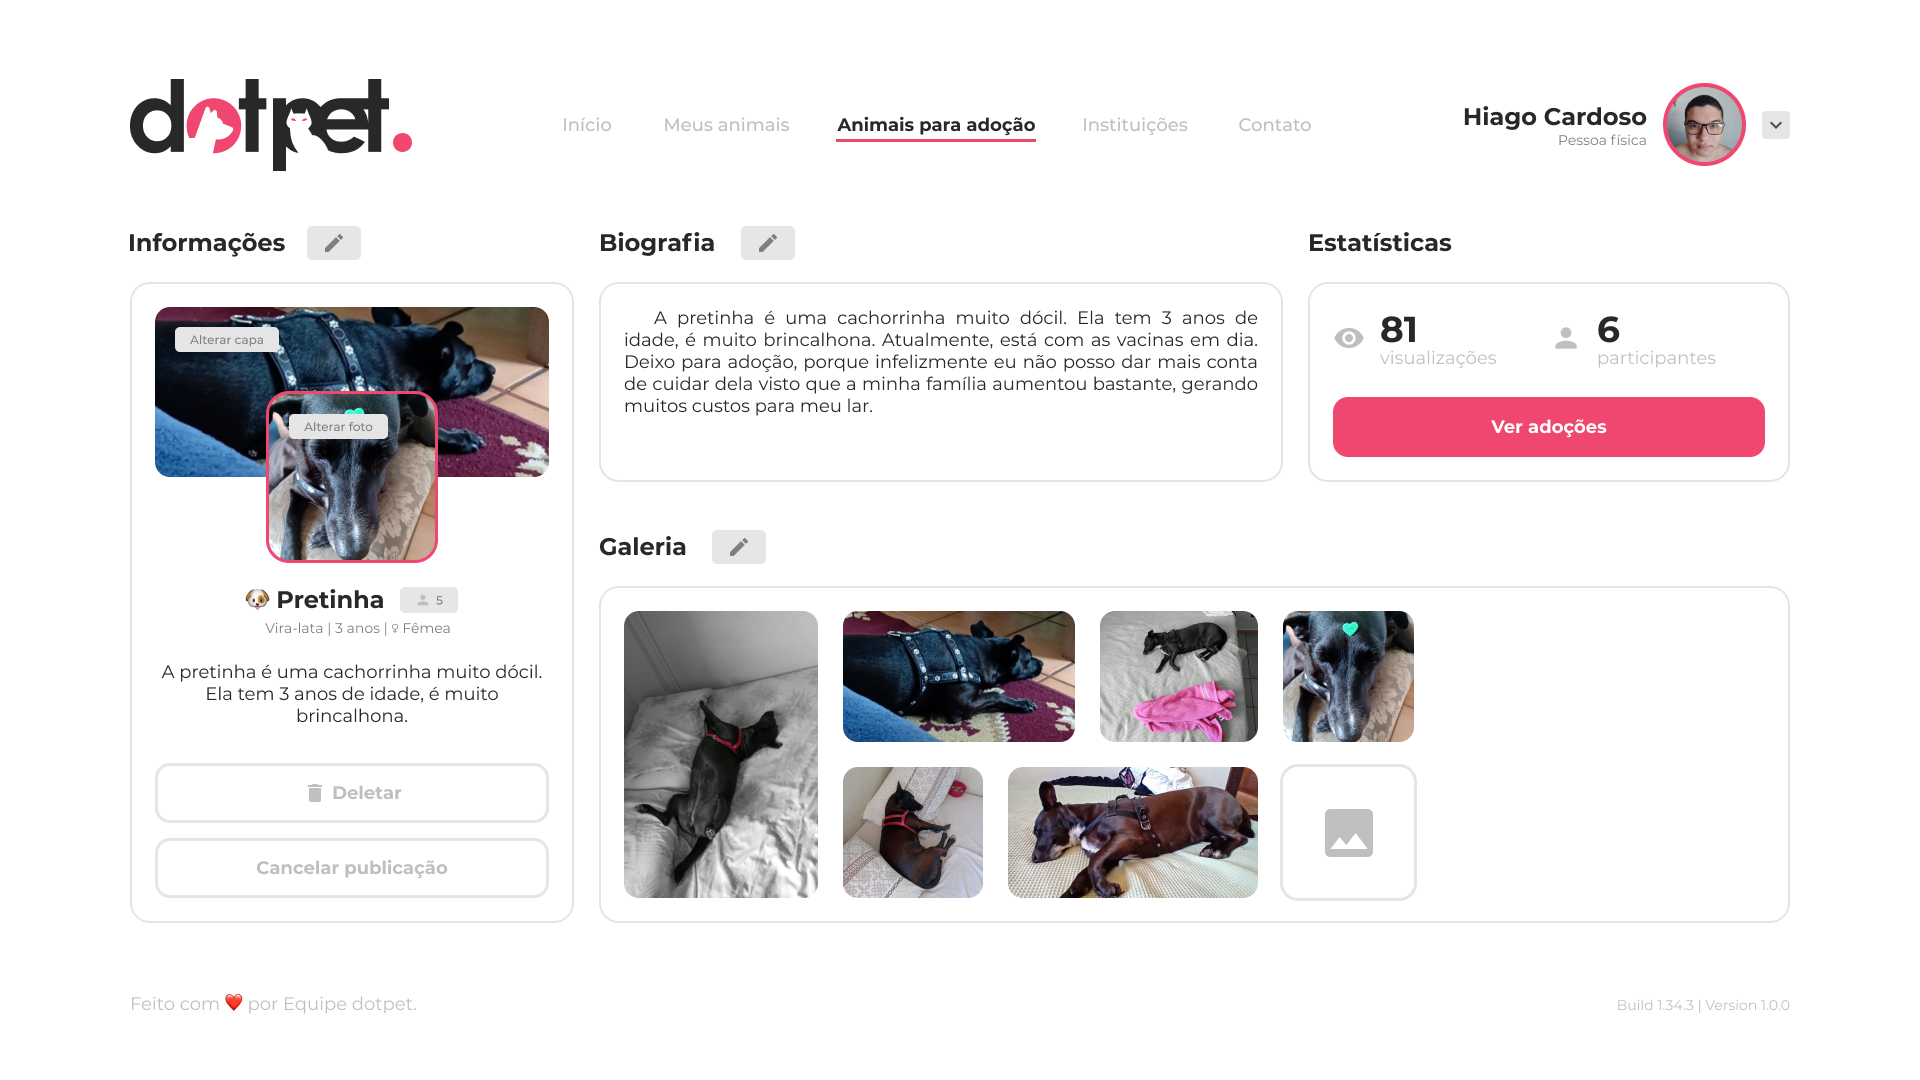 dotpet.
Início
Meus animais
Animais para adoção
Instituições
Contato
Hiago Cardoso
Pessoa física
Informações
Alterar capa
Alterar foto
🐶 Pretinha
5
Vira-lata | 3 anos | ♀ Fêmea
A pretinha é uma cachorrinha muito dócil.
Ela tem 3 anos de idade, é muito
brincalhona.
Deletar
Cancelar publicação
Biografia
A pretinha é uma cachorrinha muito dócil. Ela tem 3 anos de
idade, é muito brincalhona. Atualmente, está com as vacinas em dia.
Deixo para adoção, porque infelizmente eu não posso dar mais conta
de cuidar dela visto que a minha família aumentou bastante, gerando
muitos custos para meu lar.
Estatísticas
81
visualizações
6
participantes
Ver adoções
Galeria
Feito com ❤️ por Equipe dotpet.
Build 1.34.3 | Version 1.0.0